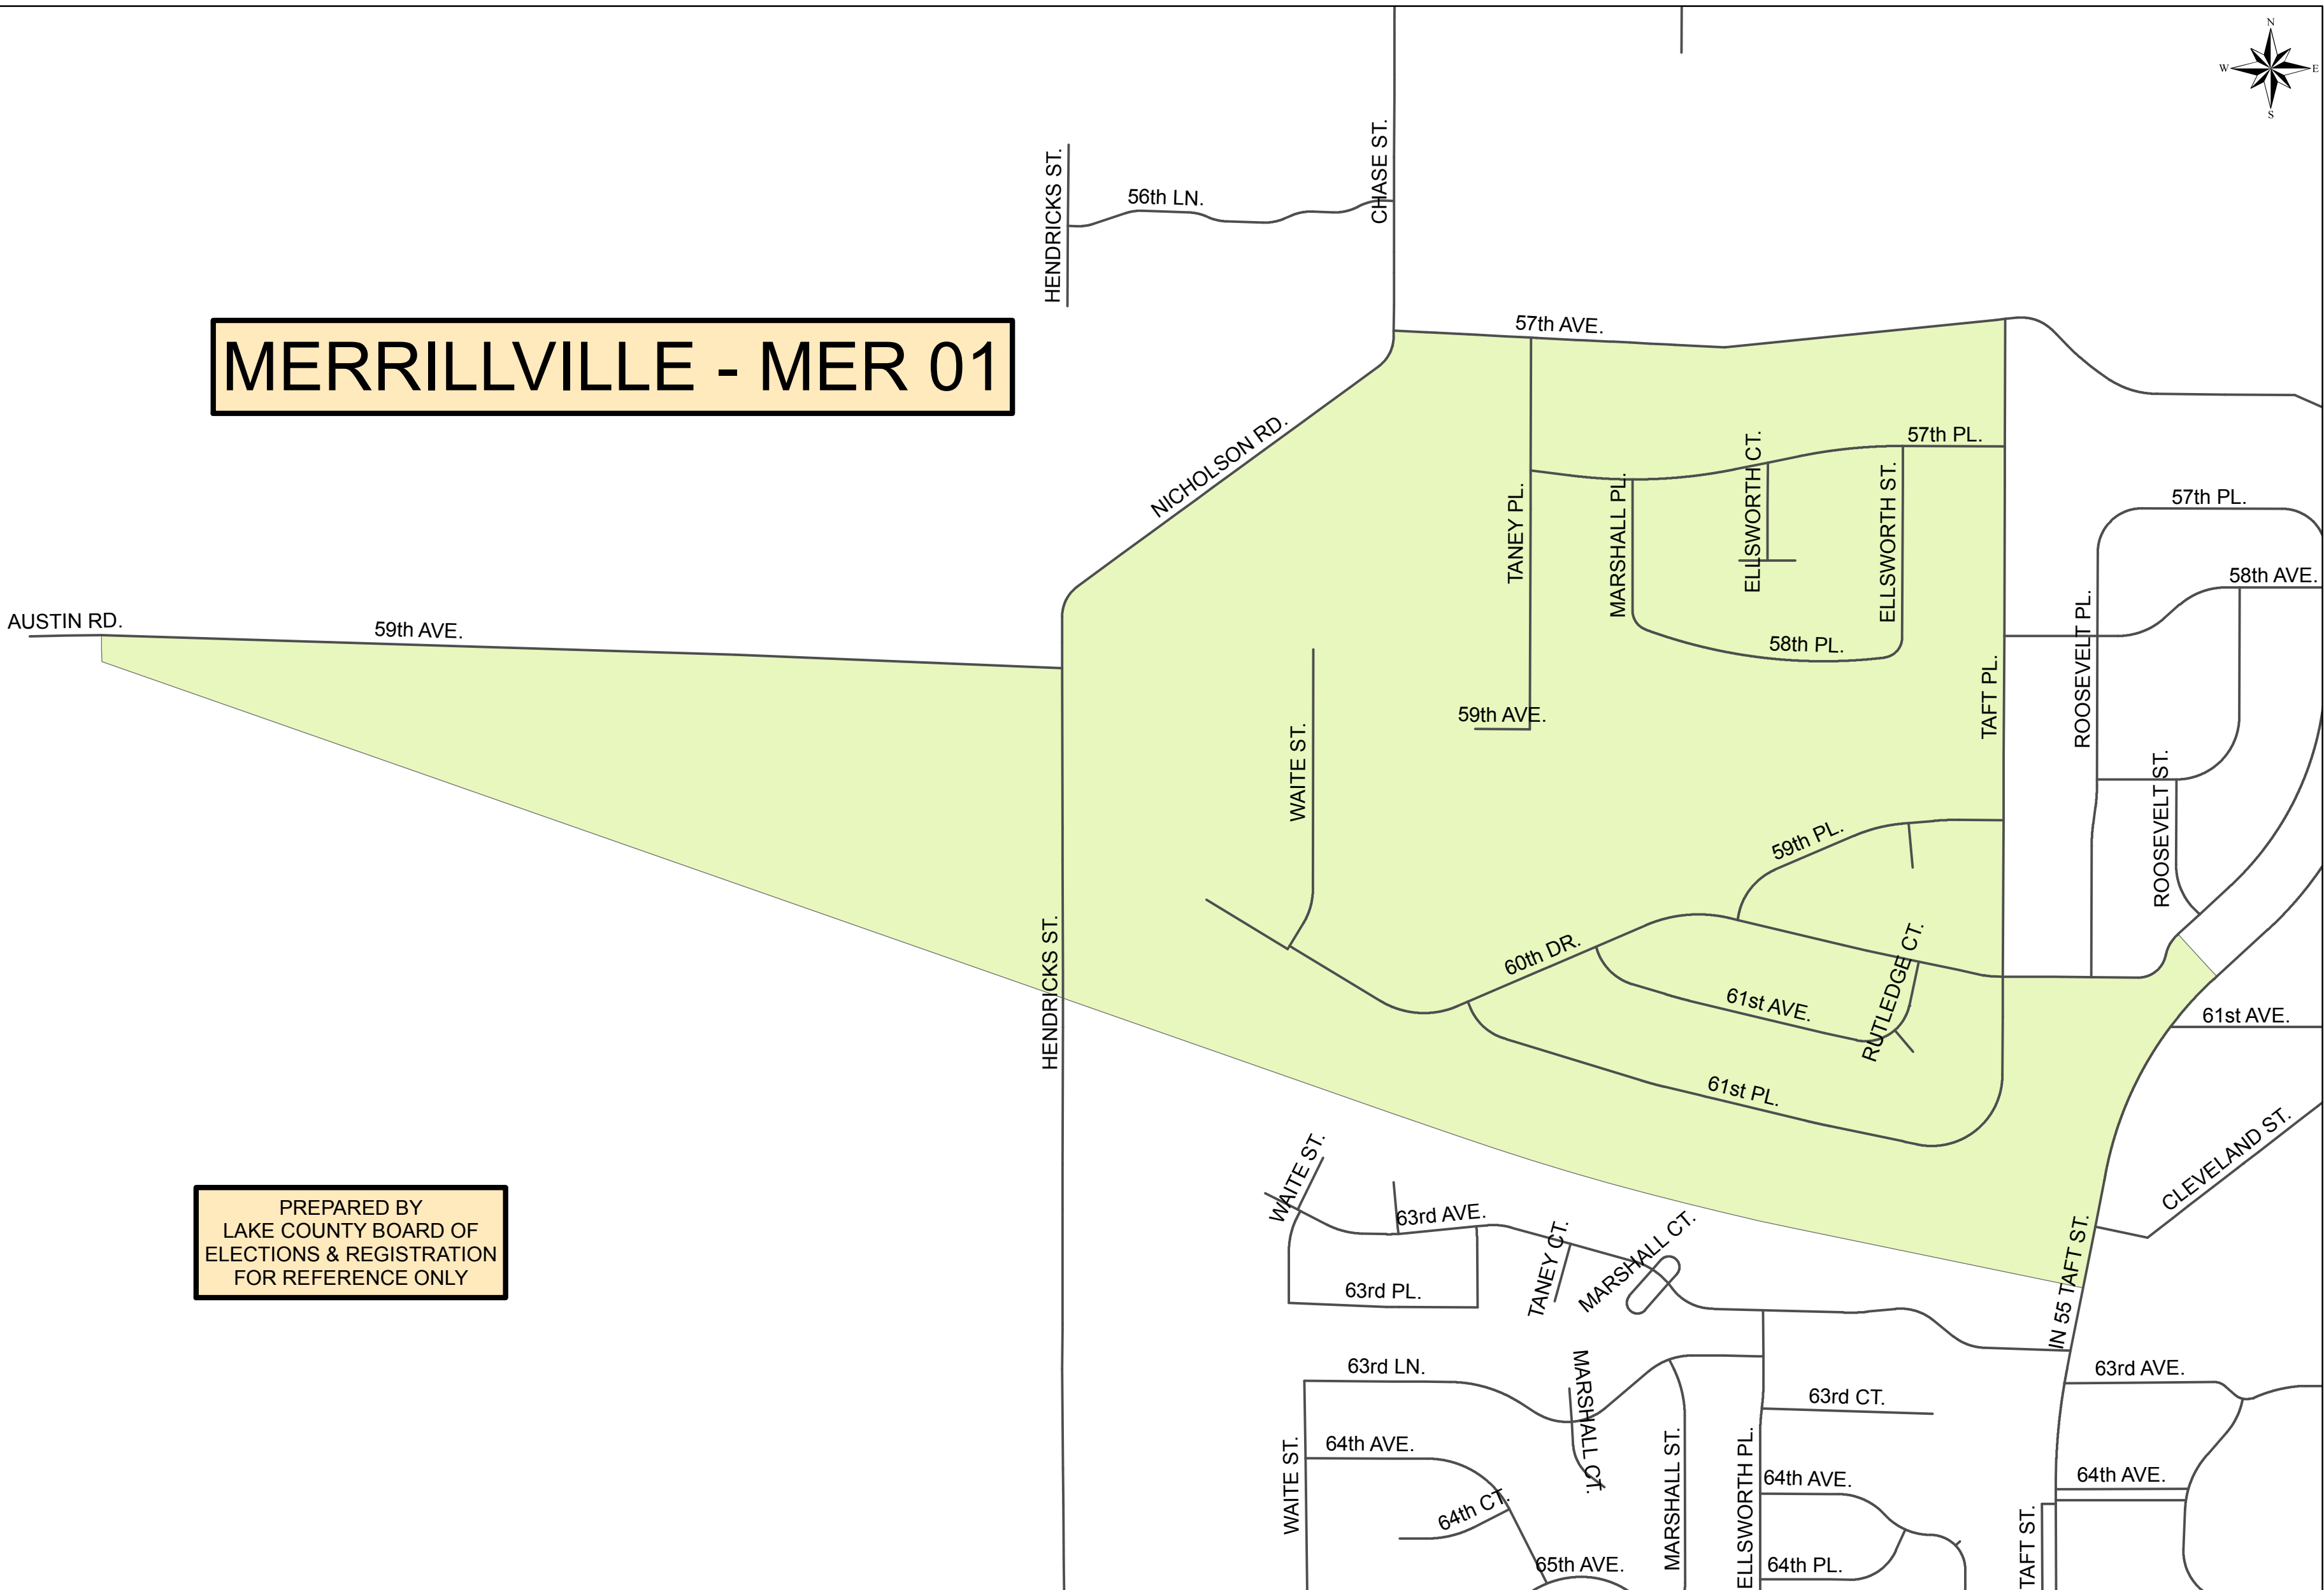 N
W
E
S
CHASE ST.
HENDRICKS ST.
56th LN.
MERRILLVILLE - MER 01
57th AVE.
NICHOLSON RD.
57th PL.
TANEY PL.
MARSHALL PL.
ELLSWORTH CT.
ELLSWORTH ST.
57th PL.
58th AVE.
AUSTIN RD.
59th AVE.
58th PL.
TAFT PL.
ROOSEVELT PL.
59th AVE.
WAITE ST.
ROOSEVELT ST.
59th PL.
HENDRICKS ST.
60th DR.
RUTLEDGE CT.
61st AVE.
61st AVE.
61st PL.
CLEVELAND ST.
PREPARED BY
LAKE COUNTY BOARD OF
ELECTIONS & REGISTRATION
FOR REFERENCE ONLY
WAITE ST.
63rd AVE.
TANEY CT.
MARSHALL CT.
IN 55 TAFT ST.
63rd PL.
63rd LN.
MARSHALL CT.
63rd CT.
63rd AVE.
WAITE ST.
64th AVE.
MARSHALL ST.
ELLSWORTH PL.
64th AVE.
64th AVE.
64th CT.
TAFT ST.
65th AVE.
64th PL.